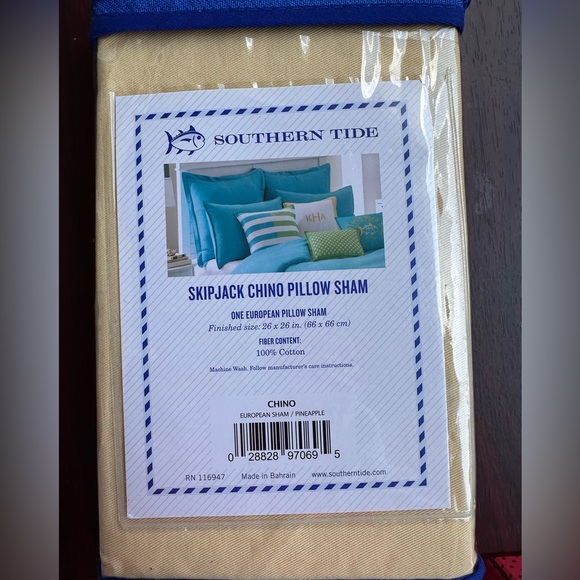 SOUTHERN TIDE
KHA
SKIPJACK CHINO PILLOW SHAM
ONE EUROPEAN PILLOW SHAM
Finished size: 26 x 26 in. (66 x 66 cm)
FIBER CONTENT:
100% Cotton
Machine Wash. Follow manufacturer's care instructions.
CHINO
EUROPEAN SHAM / PINEAPPLE
0 28828 97069 5
RN 116947 Made in Bahrain www.southerntide.com